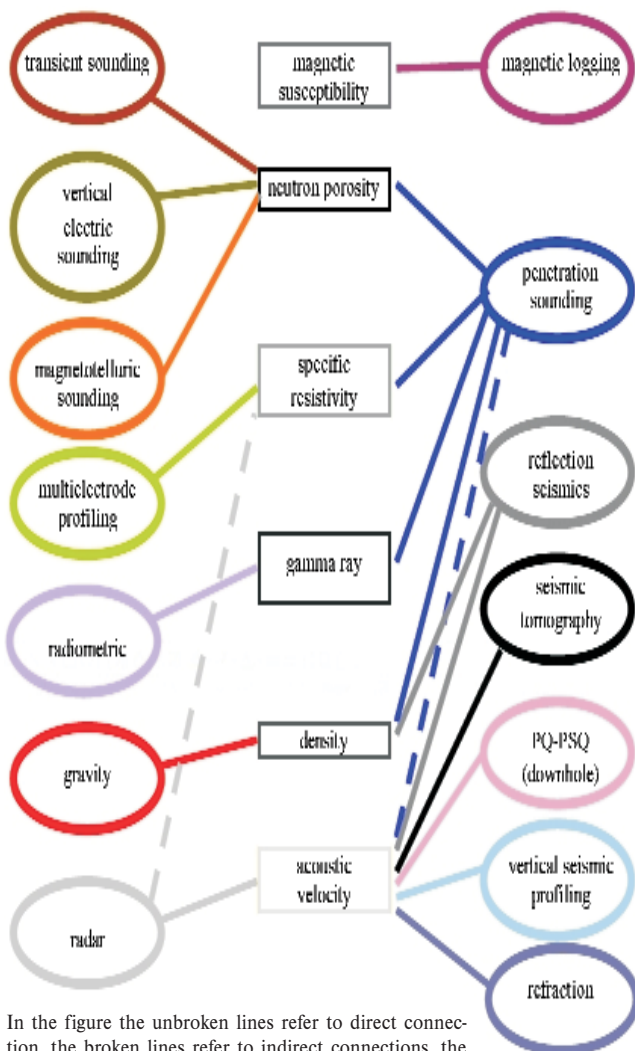 transient sounding
magnetic
susceptibility
magnetic logging
vertical
electric
sounding
neutron porosity
penetration
sounding
magnetotelluric
sounding
specific
resistivity
reflection
seismics
multielectrode
profiling
gamma ray
seismic
tomography
radiometric
density
PQ-PSQ
(downhole)
gravity
acoustic
velocity
vertical seismic
profiling
radar
refraction
In the figure the unbroken lines refer to direct connec-
tion, the broken lines refer to indirect connections, the